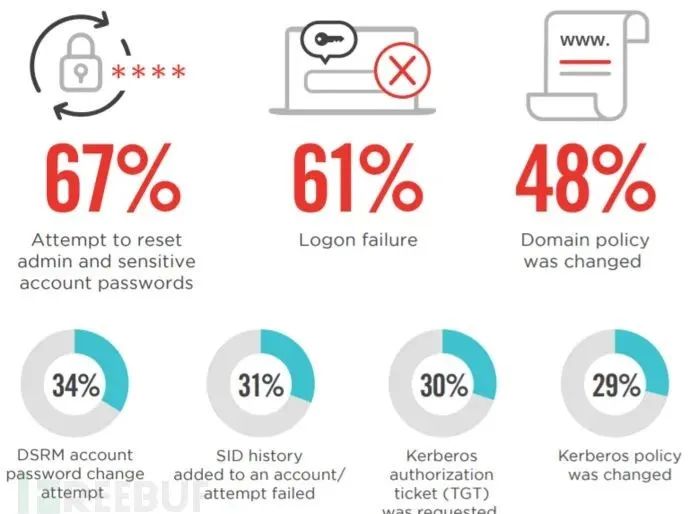 ****
www.
67%
61%
48%
Attempt to reset
admin and sensitive
account passwords
Logon failure
Domain policy
was changed
34%
31%
30%
29%
DSRM account
password change
attempt
SID history
added to an account/
attempt failed
Kerberos
authorization
ticket (TGT)
was requested
Kerberos policy
was changed
REEBUF